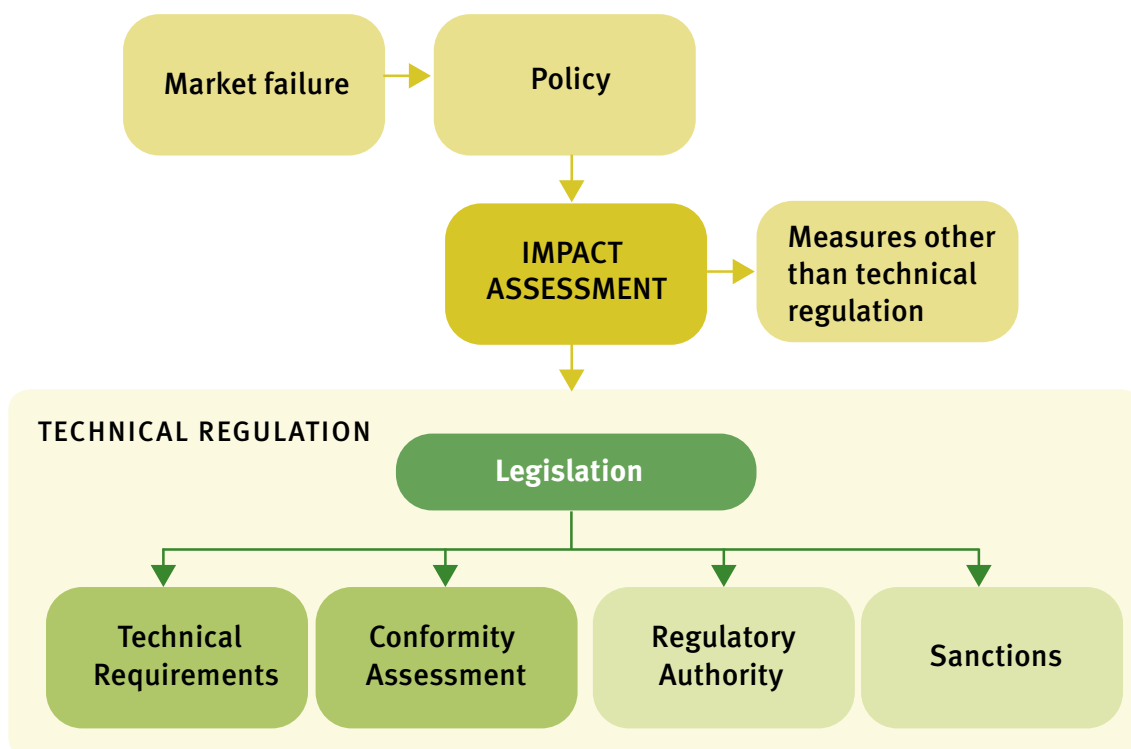 Market failure
Policy
IMPACT
ASSESSMENT
Measures other
than technical
regulation
TECHNICAL REGULATION
Legislation
Technical
Requirements
Conformity
Assessment
Regulatory
Authority
Sanctions